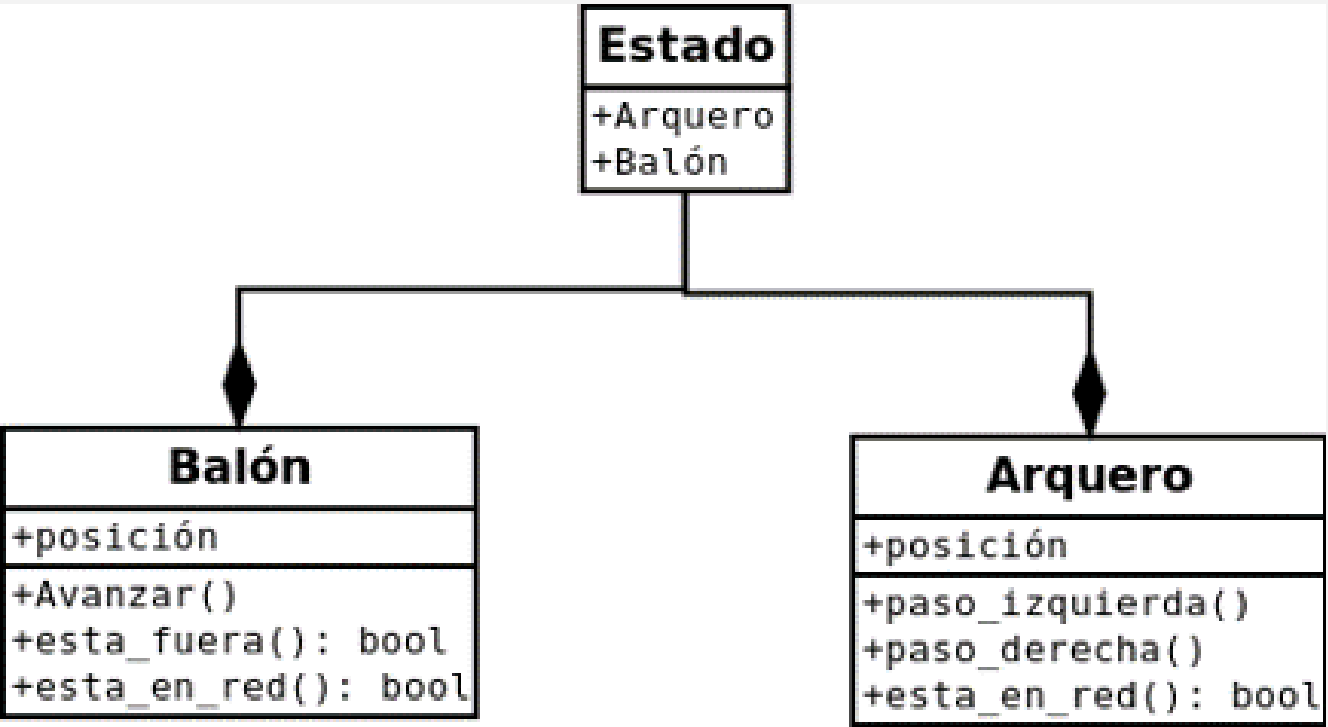 Estado
+Arquero
+Balón
Balón
+posición
+Avanzar()
+esta_fuera(): bool
+esta_en_red(): bool
Arquero
+posición
+paso_izquierda()
+paso_derecha()
+esta_en_red(): bool